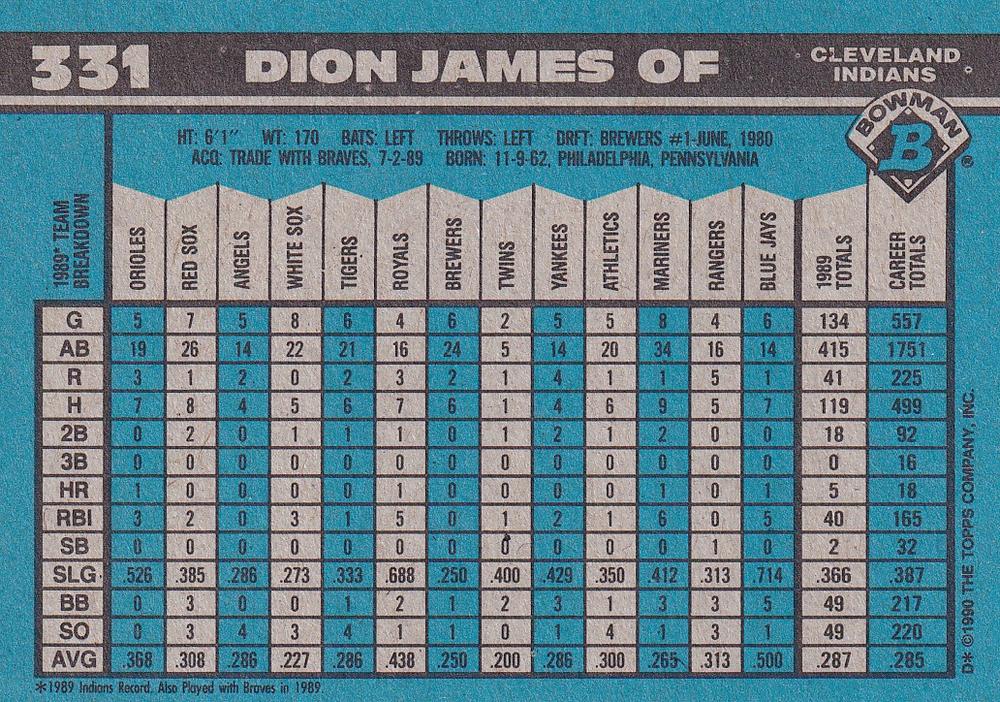 331 DION JAMES OF CLEVELAND INDIANS
BOWMAN
B
®
HT: 6'1" WT: 170 BATS: LEFT THROWS: LEFT DRFT: BREWERS #1-JUNE, 1980
ACQ: TRADE WITH BRAVES, 7-2-89 BORN: 11-9-62, PHILADELPHIA, PENNSYLVANIA
1989* TEAM BREAKDOWN ORIOLES RED SOX ANGELS WHITE SOX TIGERS ROYALS BREWERS TWINS YANKEES ATHLETICS MARINERS RANGERS BLUE JAYS 1989 TOTALS CAREER TOTALS
G 5 7 5 8 6 4 6 2 5 5 8 4 6 134 557
AB 19 26 14 22 21 16 24 5 14 20 34 16 14 415 1751
R 3 1 2 0 2 3 2 1 4 1 1 5 1 41 225
H 7 8 4 5 6 7 6 1 4 6 9 5 7 119 499
2B 0 2 0 1 1 1 0 1 2 1 2 0 0 18 92
3B 0 0 0 0 0 0 0 0 0 0 0 0 0 0 16
HR 1 0 0 0 0 1 0 0 0 0 1 0 1 5 18
RBI 3 2 0 3 1 5 0 1 2 1 6 0 5 40 165
SB 0 0 0 0 0 0 0 0 0 0 0 1 0 2 32
SLG .526 .385 .286 .273 .333 .688 .250 .400 .429 .350 .412 .313 .714 .366 .387
BB 0 3 0 0 1 2 1 2 3 1 3 3 5 49 217
SO 0 3 4 3 4 1 1 0 1 4 1 3 1 49 220
AVG .368 .308 .286 .227 .286 .438 .250 .200 .286 .300 .265 .313 .500 .287 .285
*1989 Indians Record. Also Played with Braves in 1989.
D* ©1990 THE TOPPS COMPANY, INC.